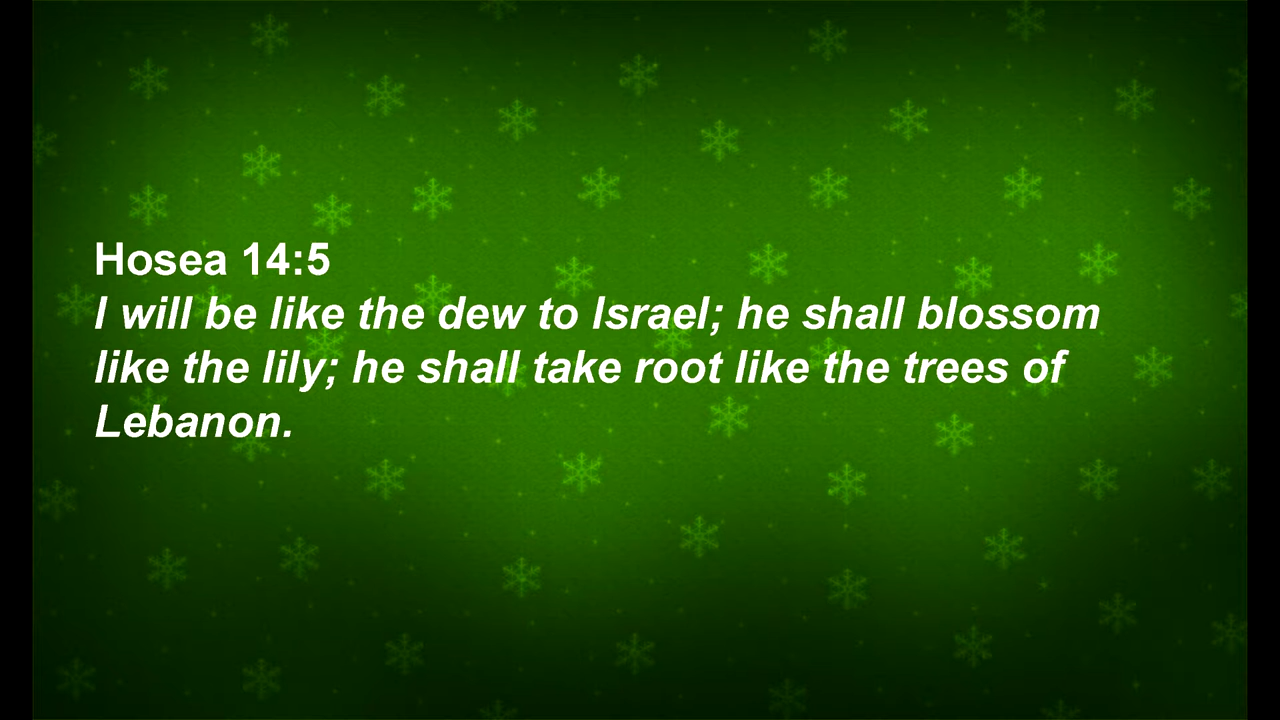 Hosea 14:5
I will be like the dew to Israel; he shall blossom
like the lily; he shall take root like the trees of
Lebanon.